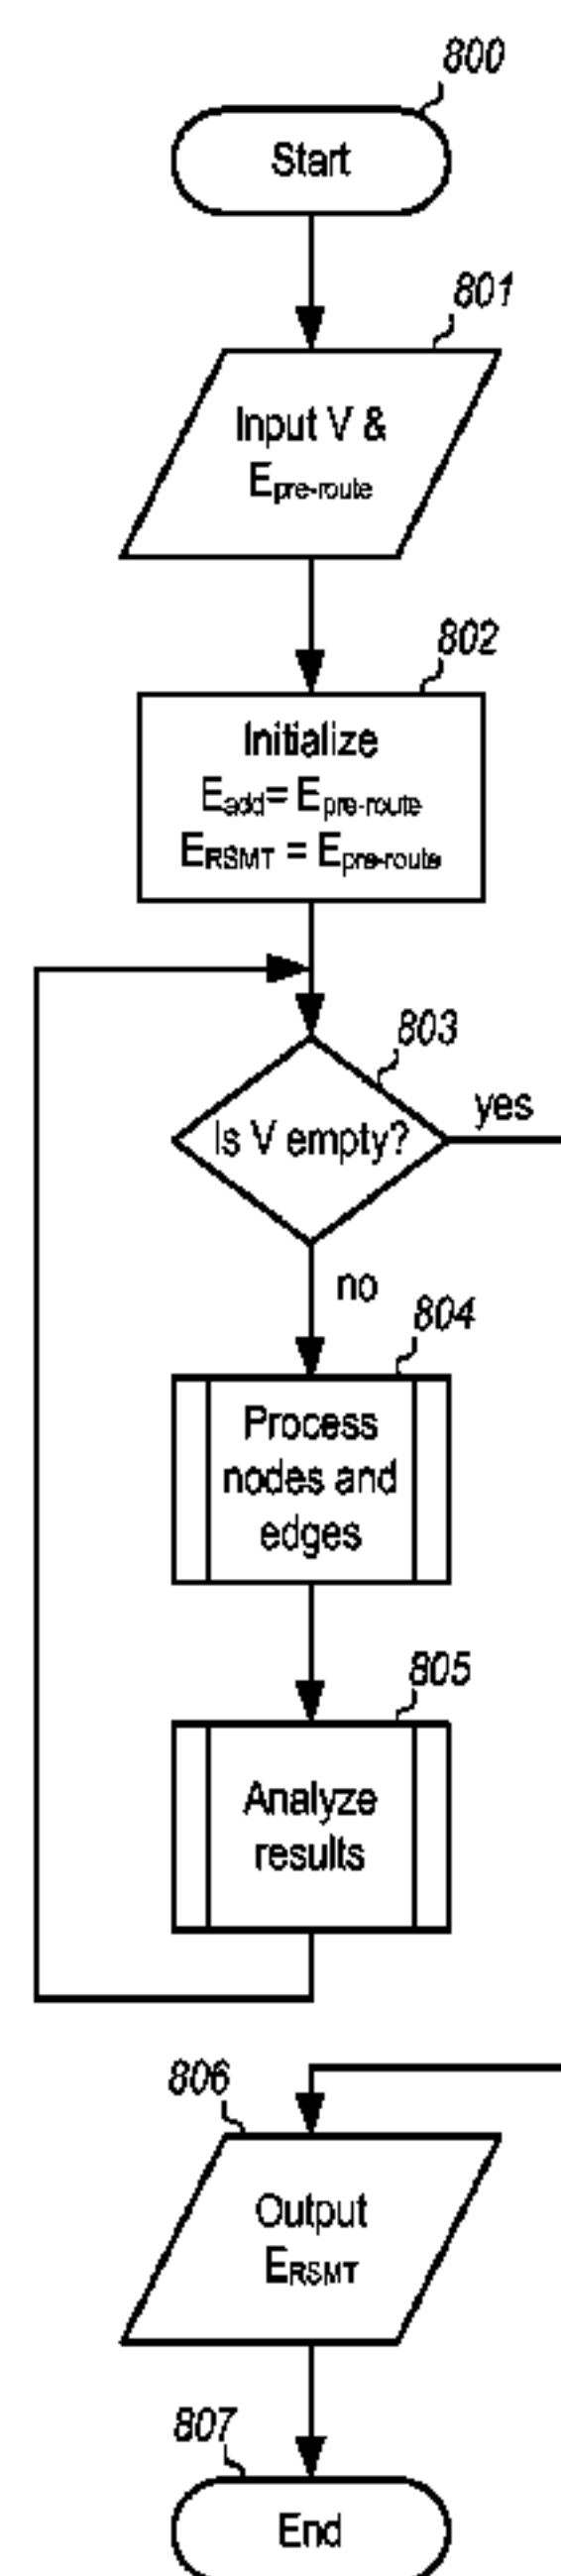 800
Start
801
Input V &
Epre-route
802
Initialize
Eadd= Epre-route
ERSMT = Epre-route
803
Is V empty?
yes
no
804
Process
nodes and
edges
805
Analyze
results
806
Output
ERSMT
807
End